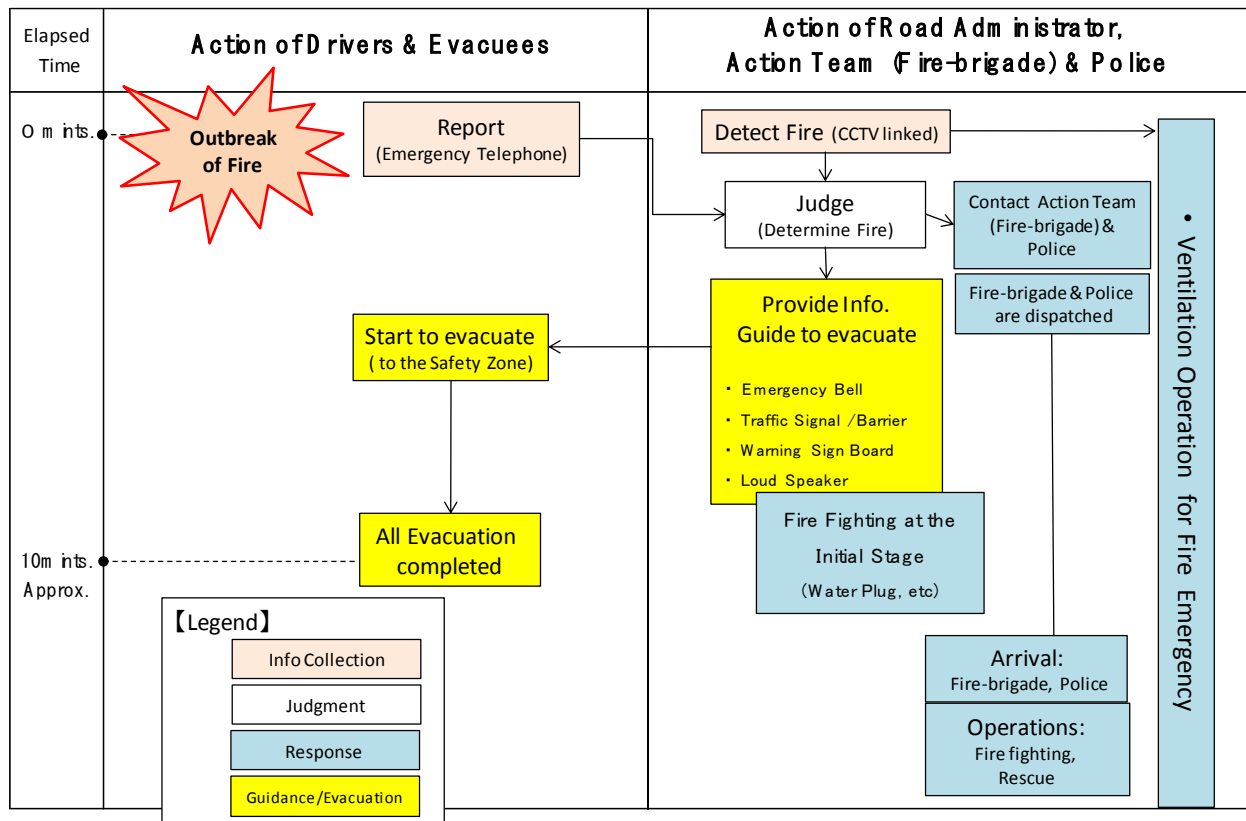 Elapsed
Time
Action of Drivers & Evacuees
Action of Road Administrator,
Action Team (Fire-brigade) & Police
0 mints.
Outbreak
of Fire
Report
(Emergency Telephone)
Detect Fire (CCTV linked)
Judge
(Determine Fire)
Contact Action Team
(Fire-brigade) &
Police
Fire-brigade & Police
are dispatched
Provide Info.
Guide to evacuate
・ Emergency Bell
・ Traffic Signal /Barrier
・ Warning Sign Board
・ Loud Speaker
Start to evacuate
( to the Safety Zone)
Fire Fighting at the
Initial Stage
(Water Plug, etc)
All Evacuation
completed
10mints.
Approx.
Arrival:
Fire-brigade, Police
Operations:
Fire fighting,
Rescue
• Ventilation Operation for Fire Emergency
【Legend】
Info Collection
Judgment
Response
Guidance/Evacuation